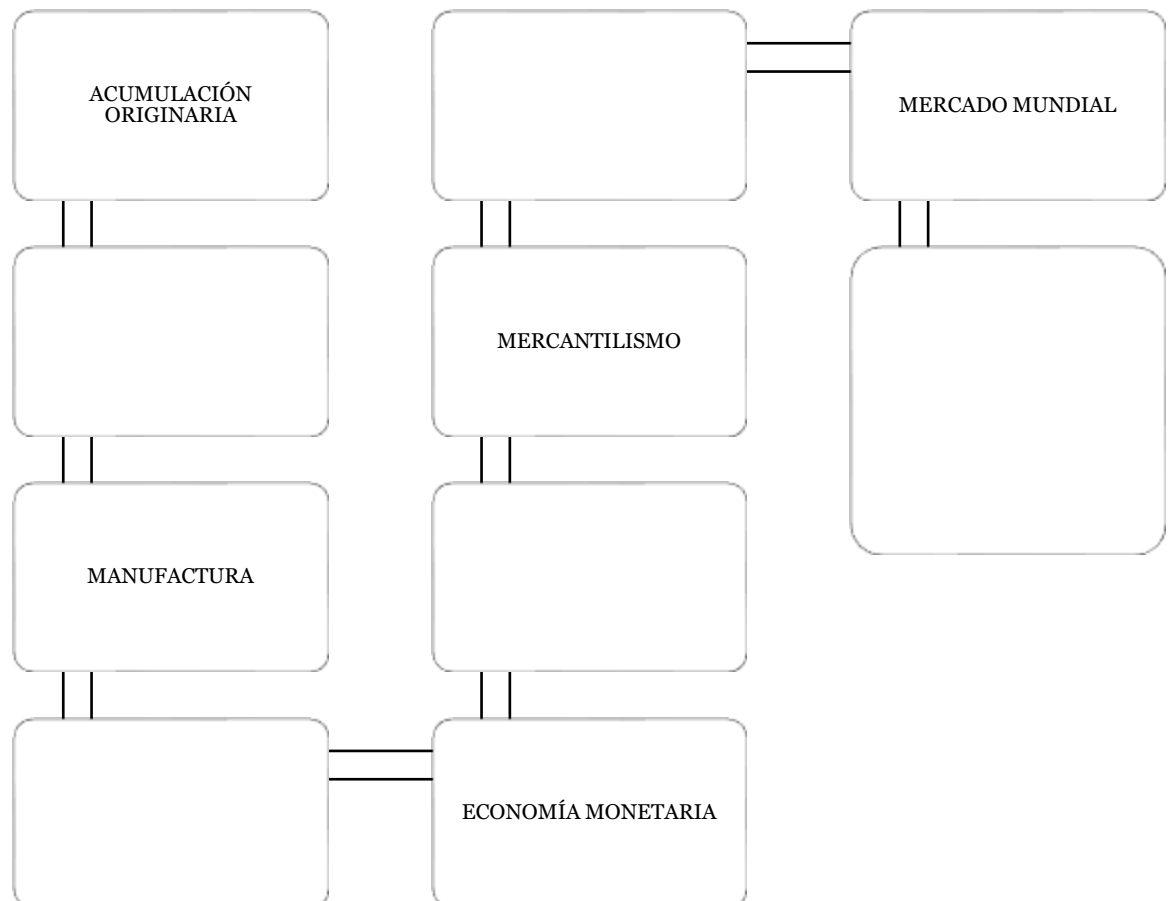 ACUMULACIÓN
ORIGINARIA
MANUFACTURA
ECONOMÍA MONETARIA
MERCANTILISMO
MERCADO MUNDIAL